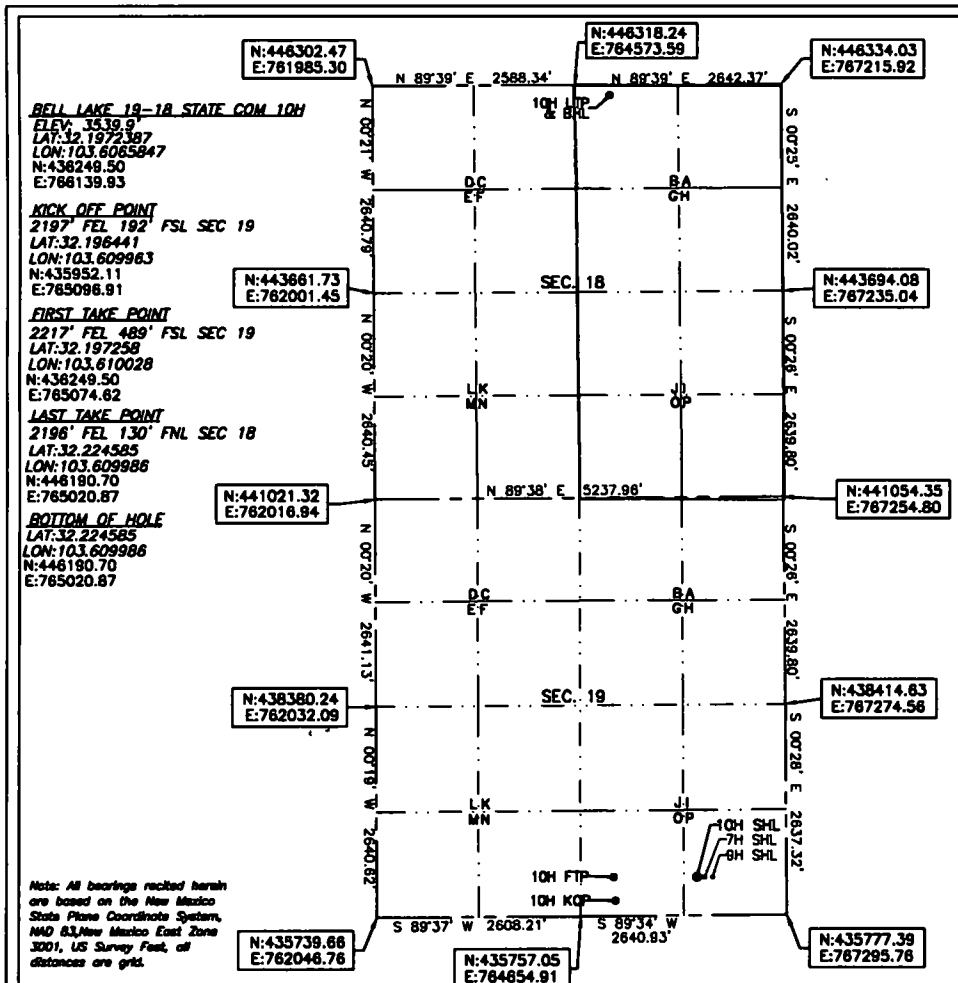 N:446302.47
E:761985.30
N:446318.24
E:764573.59
N:446334.03
E:767215.92
N 89°39' E 2588.34'
N 89°39' E 2642.37'
10H LTP
& BHL
BELL LAKE 19-18 STATE COM 10H
ELEV: 3539.9'
LAT:32.1972387
LON:103.6065847
N:436249.50
E:766139.93
KICK OFF POINT
2197' FEL 192' FSL SEC 19
LAT:32.196441
LON:103.609963
N:435952.11
E:765096.91
FIRST TAKE POINT
2217' FEL 489' FSL SEC 19
LAT:32.197258
LON:103.610028
N:436249.50
E:765074.62
LAST TAKE POINT
2196' FEL 130' FNL SEC 18
LAT:32.224585
LON:103.609986
N:446190.70
E:765020.87
BOTTOM OF HOLE
LAT:32.224585
LON:103.609986
N:446190.70
E:765020.87
N 00°21' W 2640.79'
S 00°25' E 2640.02'
D C
E F
B A
G H
SEC. 18
N:443661.73
E:762001.45
N:443694.08
E:767235.04
N 00°20' W 2640.45'
S 00°26' E 2639.80'
L K
M N
J I
O P
N 89°38' E 5237.96'
N:441021.32
E:762016.94
N:441054.35
E:767254.80
N 00°20' W 2641.13'
S 00°26' E 2639.80'
D C
E F
B A
G H
SEC. 19
N:438380.24
E:762032.09
N:438414.63
E:767274.56
N 00°19' W 2640.62'
S 00°28' E 2637.32'
L K
M N
J I
O P
10H SHL
7H SHL
10H FTP
10H KOP
S 89°37' W 2608.21'
S 89°34' W
2640.93'
N:435739.66
E:762046.76
N:435757.05
E:764654.91
N:435777.39
E:767295.76
Note: All bearings recited herein
are based on the New Mexico
State Plane Coordinate System,
NAD 83,New Mexico East Zone
3001, US Survey Feet, all
distances are grid.